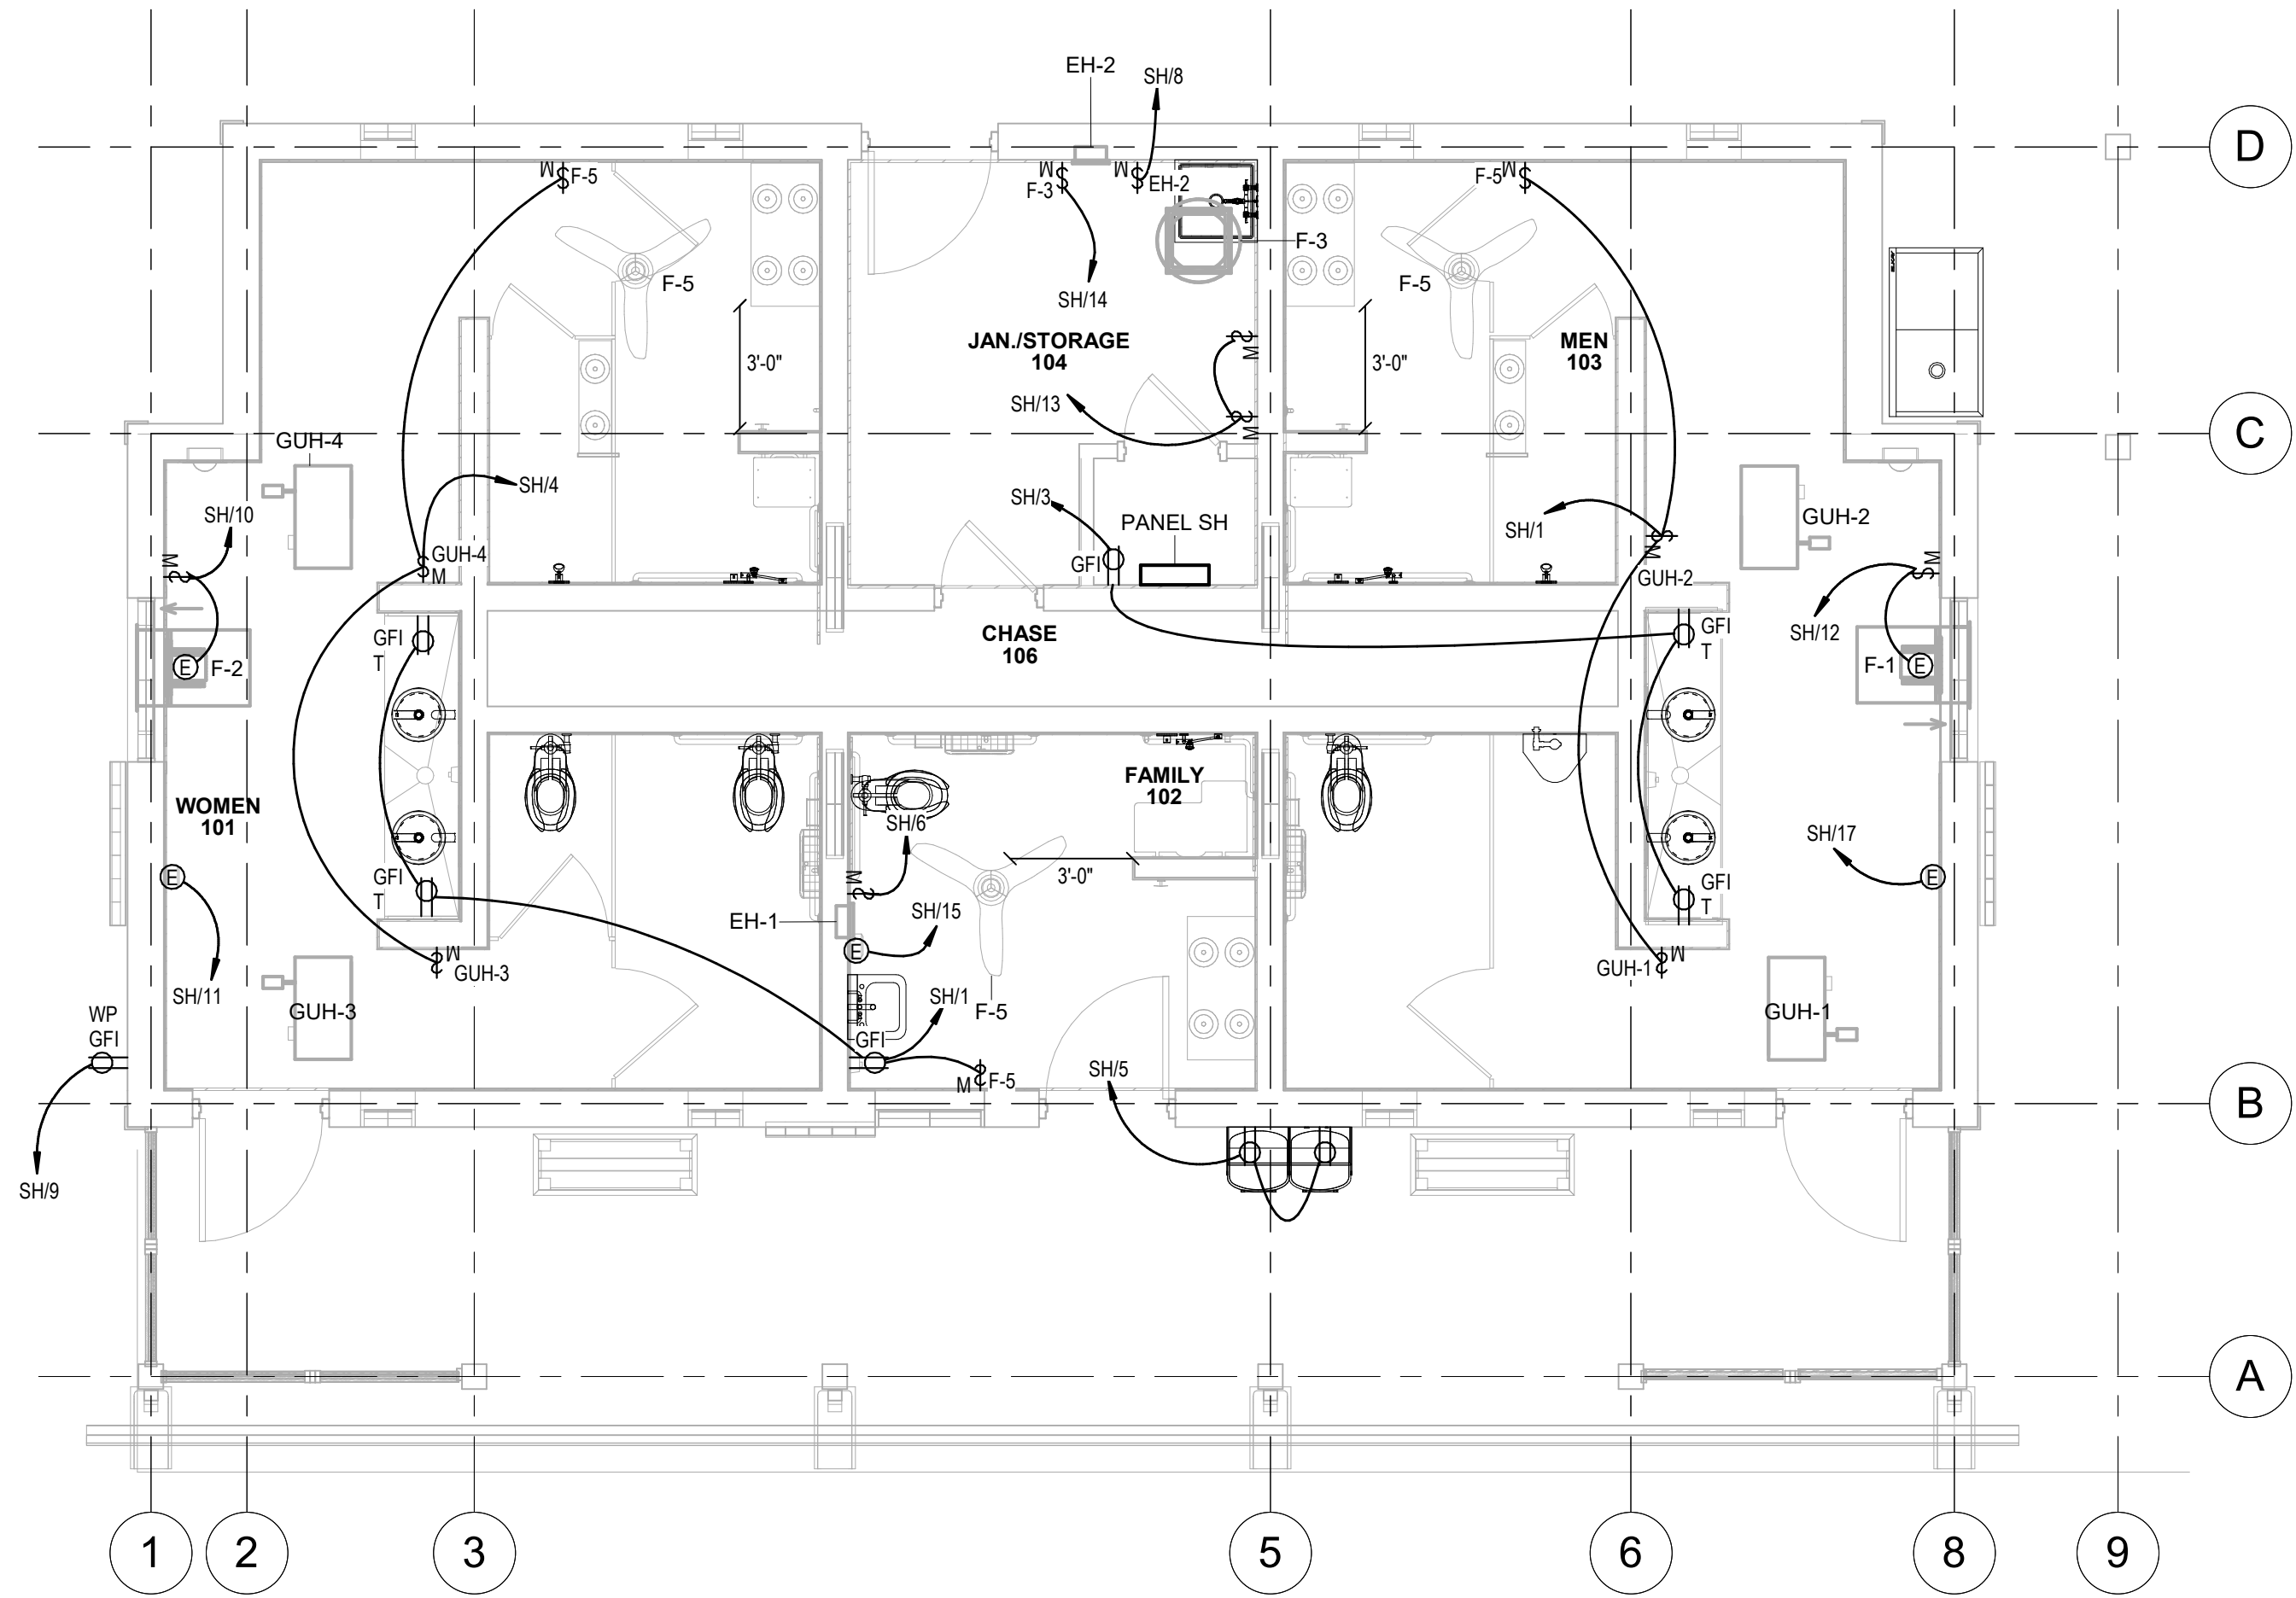 EH-2
SH/8
D
M
F-5
M
F-3
M
EH-2
F-5
M
F-3
F-5
F-5
SH/14
JAN./STORAGE
104
MEN
103
3'-0"
3'-0"
M
SH/13
M
C
GUH-4
SH/4
SH/3
SH/10
PANEL SH
SH/1
GUH-2
M
GUH-4
M
GFI
M
GUH-2
M
GFI
T
CHASE
106
GFI
T
SH/12
E
F-2
F-1
E
WOMEN
101
FAMILY
102
SH/6
SH/17
E
GFI
T
M
3'-0"
GFI
T
E
EH-1
SH/15
E
M
GUH-3
GUH-1
M
SH/11
SH/1
F-5
GUH-3
GUH-1
WP
GFI
GFI
M
F-5
SH/5
B
SH/9
A
1
2
3
5
6
8
9